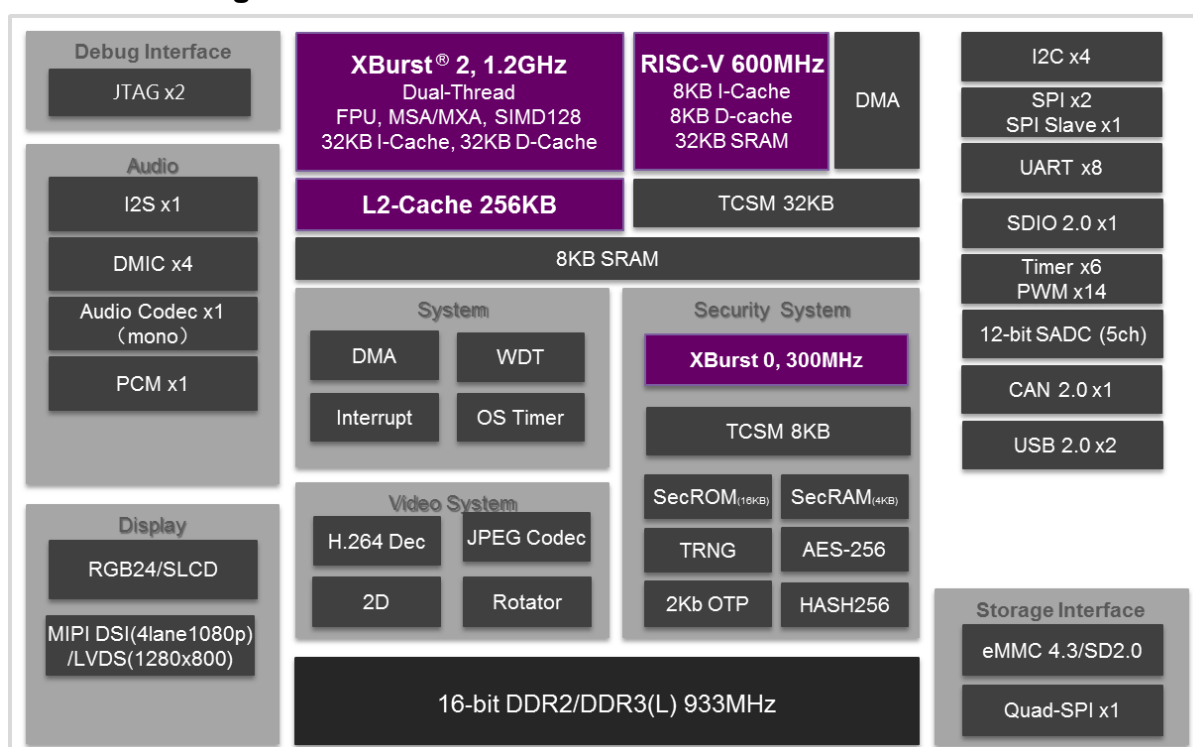 Debug Interface
JTAG x2
Audio
I2S x1
DMIC x4
Audio Codec x1
（mono）
PCM x1
Display
RGB24/SLCD
MIPI DSI(4lane1080p)
/LVDS(1280x800)
XBurst® 2, 1.2GHz
Dual-Thread
FPU, MSA/MXA, SIMD128
32KB I-Cache, 32KB D-Cache
L2-Cache 256KB
RISC-V 600MHz
8KB I-Cache
8KB D-cache
32KB SRAM
DMA
TCSM 32KB
8KB SRAM
System
DMA
WDT
Interrupt
OS Timer
Video System
H.264 Dec
JPEG Codec
2D
Rotator
Security System
XBurst 0, 300MHz
TCSM 8KB
SecROM(16KB)
SecRAM(4KB)
TRNG
AES-256
2Kb OTP
HASH256
16-bit DDR2/DDR3(L) 933MHz
I2C x4
SPI x2
SPI Slave x1
UART x8
SDIO 2.0 x1
Timer x6
PWM x14
12-bit SADC (5ch)
CAN 2.0 x1
USB 2.0 x2
Storage Interface
eMMC 4.3/SD2.0
Quad-SPI x1